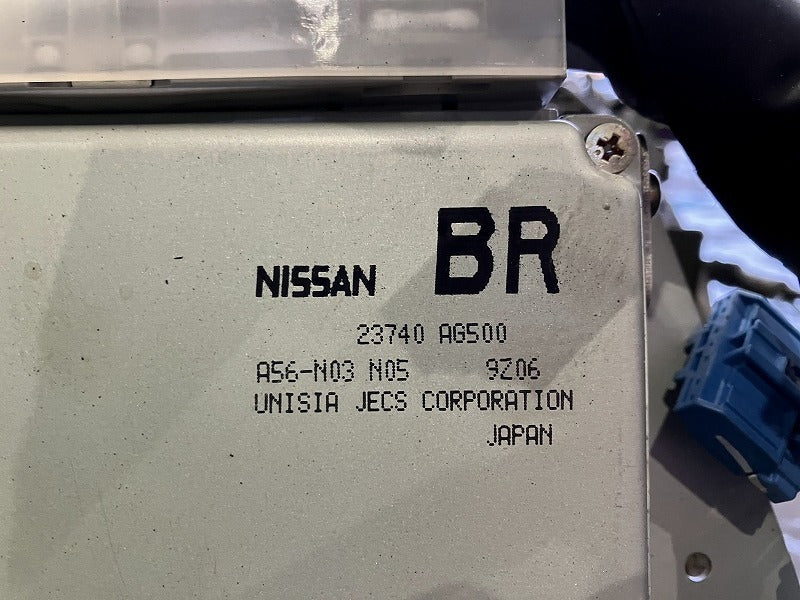 NISSAN BR
23740 AG500
A56-N03 N05 9Z06
UNISIA JECS CORPORATION
JAPAN